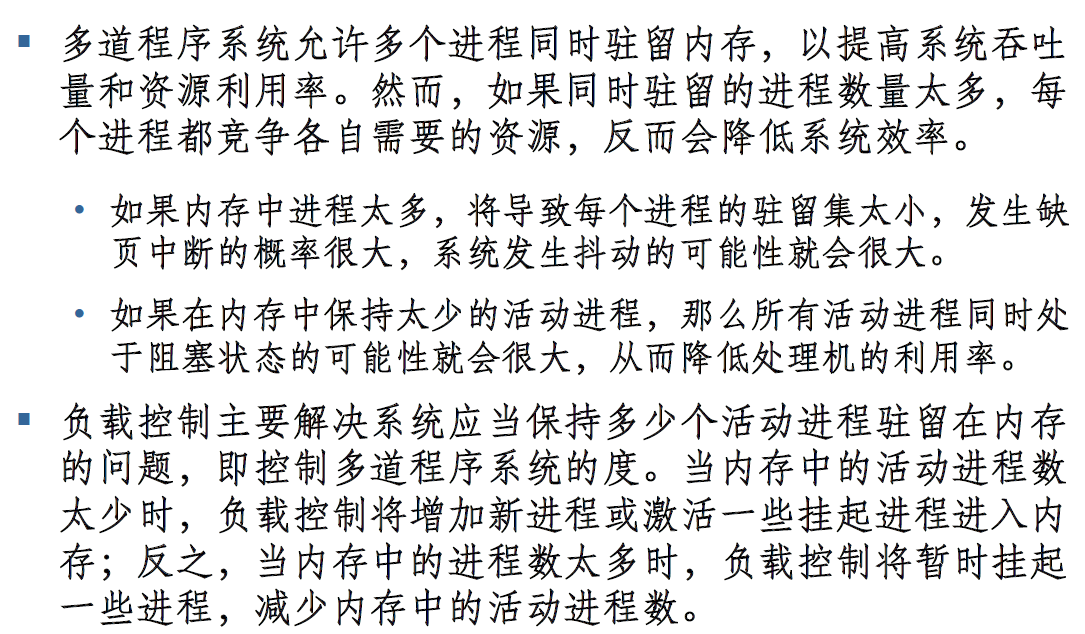 ▪ 多道程序系统允许多个进程同时驻留内存，以提高系统吞吐
量和资源利用率。然而，如果同时驻留的进程数量太多，每
个进程都竞争各自需要的资源，反而会降低系统效率。
• 如果内存中进程太多，将导致每个进程的驻留集太小，发生缺
页中断的概率很大，系统发生抖动的可能性就会很大。
• 如果在内存中保持太少的活动进程，那么所有活动进程同时处
于阻塞状态的可能性就会很大，从而降低处理机的利用率。
▪ 负载控制主要解决系统应当保持多少个活动进程驻留在内存
的问题，即控制多道程序系统的度。当内存中的活动进程数
太少时，负载控制将增加新进程或激活一些挂起进程进入内
存；反之，当内存中的进程数太多时，负载控制将暂时挂起
一些进程，减少内存中的活动进程数。